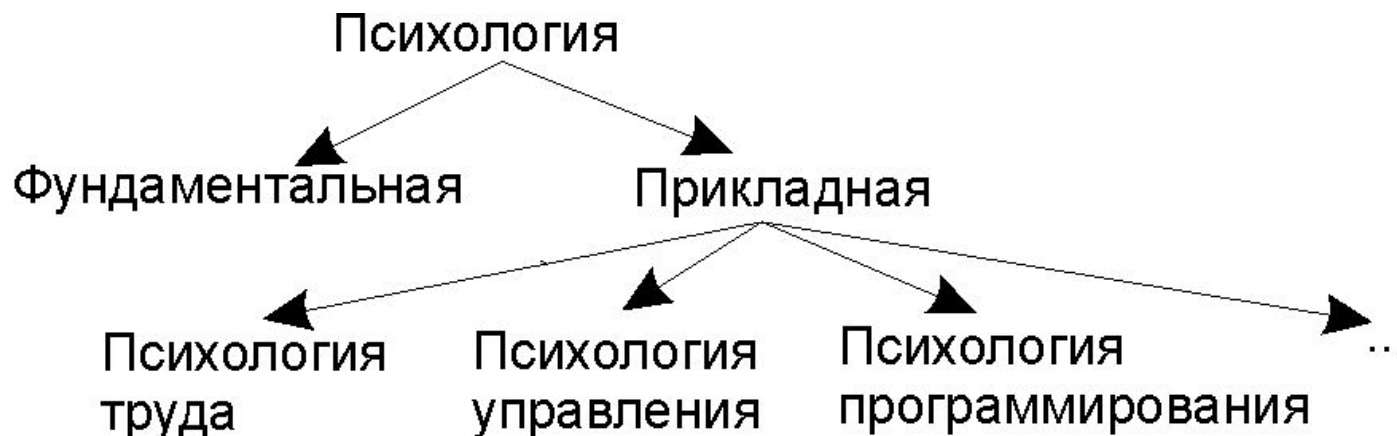 Психология
Фундаментальная
Прикладная
Психология
труда
Психология
управления
Психология
программирования
..